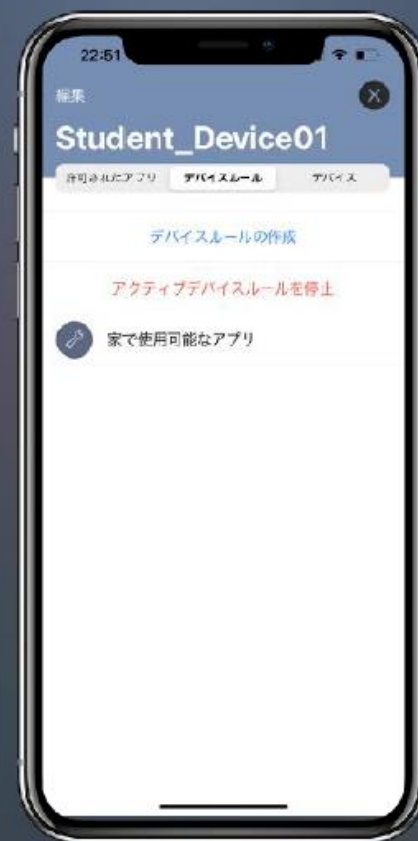 22:51
編集
Student_Device01
許可されたアプリ デバイスルール デバイス
デバイスルールの作成
アクティブデバイスルールを停止
家で使用可能なアプリ